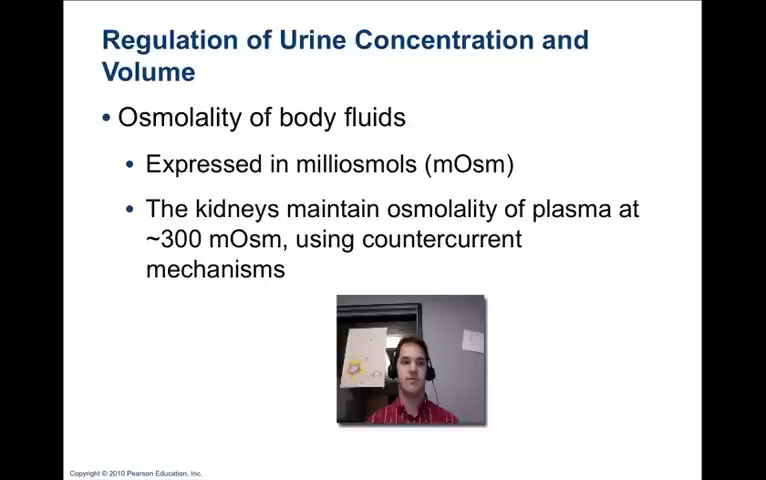 Regulation of Urine Concentration and
Volume
• Osmolality of body fluids
• Expressed in milliosmols (mOsm)
• The kidneys maintain osmolality of plasma at
~300 mOsm, using countercurrent
mechanisms
Copyright © 2010 Pearson Education, Inc.